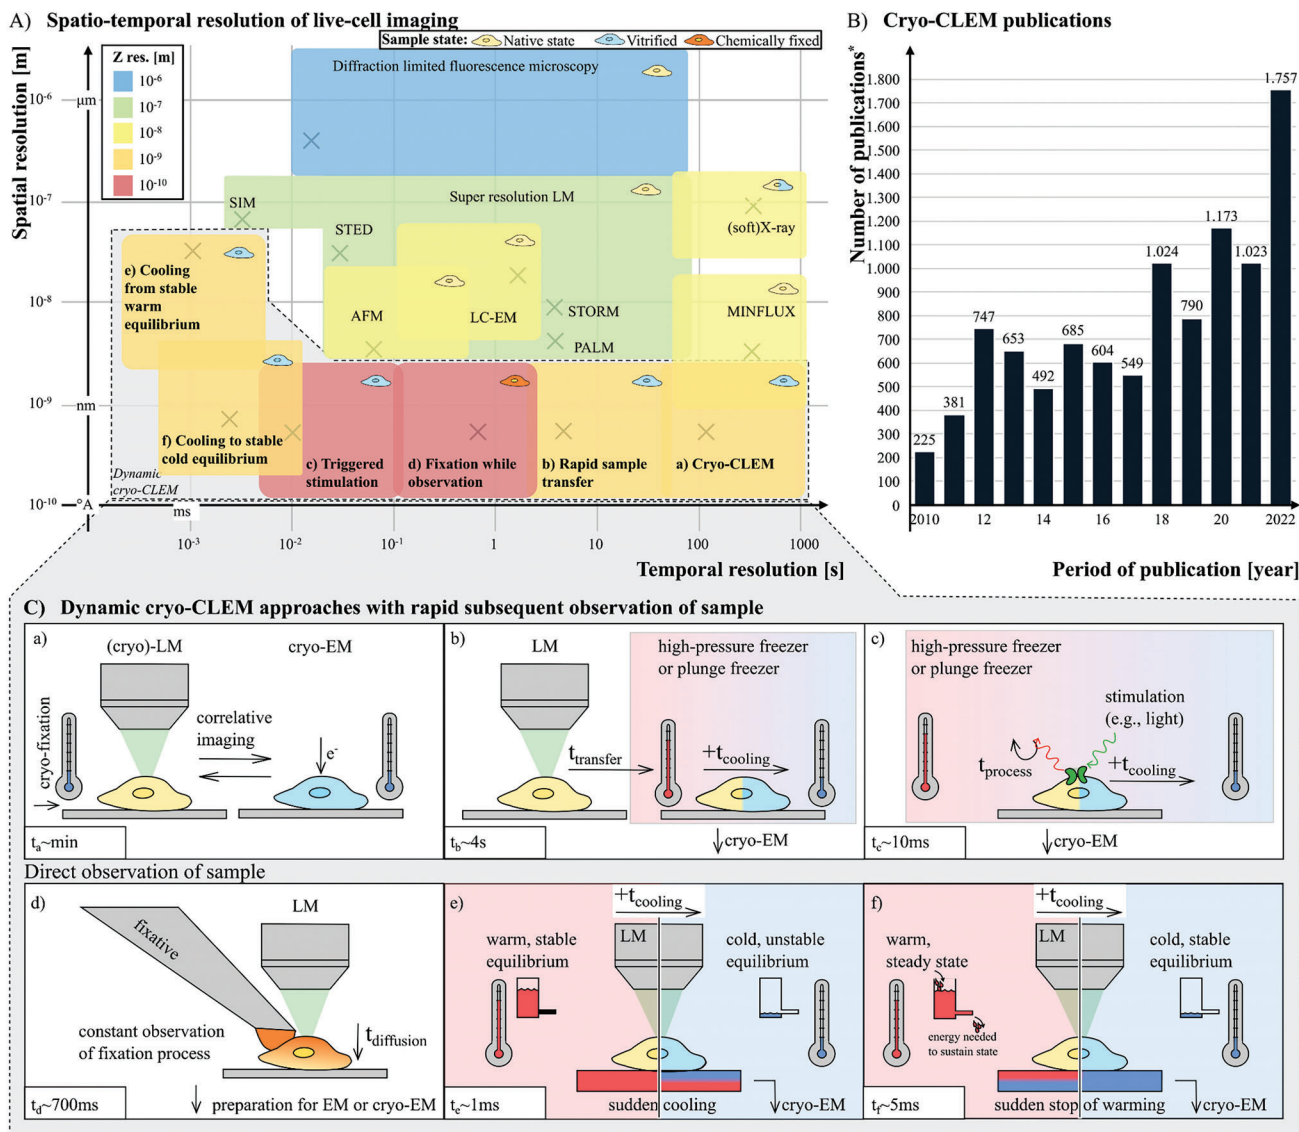 A) Spatio-temporal resolution of live-cell imaging
Sample state: Native state Vitrified Chemically fixed
Spatial resolution [m]
Z res. [m]
10-6
10-7
10-8
10-9
10-10
10-6
10-7
10-8
10-9
10-10
μm
nm
°A
ms
Diffraction limited fluorescence microscopy
SIM
Super resolution LM
STED
(soft)X-ray
e) Cooling
from stable
warm
equilibrium
AFM
LC-EM
STORM
PALM
MINFLUX
f) Cooling to stable
cold equilibrium
c) Triggered
stimulation
d) Fixation while
observation
b) Rapid sample
transfer
a) Cryo-CLEM
Dynamic
cryo-CLEM
10-3
10-2
10-1
1
10
100
1000
Temporal resolution [s]
B) Cryo-CLEM publications
Number of publications*
1.800
1.700
1.600
1.500
1.400
1.300
1.200
1.100
1.000
900
800
700
600
500
400
300
200
100
0
225
381
747
653
492
685
604
549
1.024
790
1.173
1.023
1.757
2010
12
14
16
18
20
2022
Period of publication [year]
C) Dynamic cryo-CLEM approaches with rapid subsequent observation of sample
a)
(cryo)-LM
cryo-EM
cryo-fixation
correlative
imaging
e-
ta~min
b)
LM
high-pressure freezer
or plunge freezer
ttransfer
+tcooling
cryo-EM
tb~4s
c)
high-pressure freezer
or plunge freezer
stimulation
(e.g., light)
tprocess
+tcooling
cryo-EM
tc~10ms
Direct observation of sample
d)
fixative
LM
constant observation
of fixation process
tdiffusion
td~700ms
preparation for EM or cryo-EM
e)
+tcooling
LM
warm, stable
equilibrium
cold, unstable
equilibrium
te~1ms
sudden cooling
cryo-EM
f)
+tcooling
LM
warm,
steady state
cold, stable
equilibrium
energy needed
to sustain state
tf~5ms
sudden stop of warming
cryo-EM